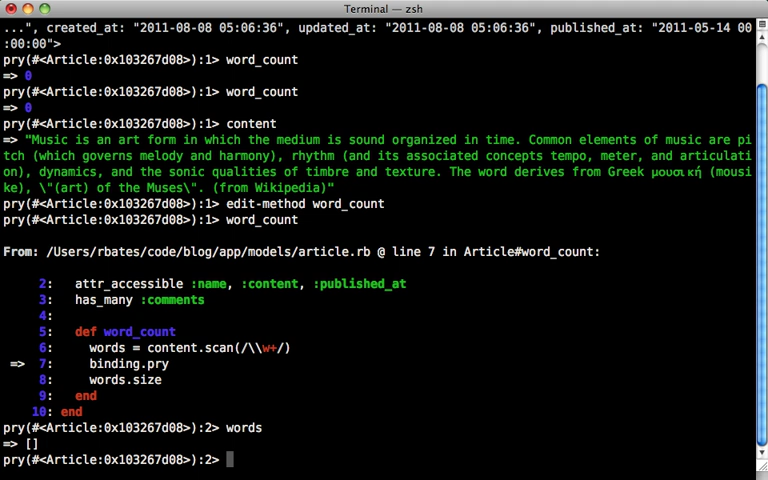 Terminal — zsh
...", created_at: "2011-08-08 05:06:36", updated_at: "2011-08-08 05:06:36", published_at: "2011-05-14 00
:00:00">
pry(#<Article:0x103267d08>):1> word_count
=> 0
pry(#<Article:0x103267d08>):1> word_count
=> 0
pry(#<Article:0x103267d08>):1> content
=> "Music is an art form in which the medium is sound organized in time. Common elements of music are pi
tch (which governs melody and harmony), rhythm (and its associated concepts tempo, meter, and articulati
on), dynamics, and the sonic qualities of timbre and texture. The word derives from Greek μουσική (mousi
ke), \"(art) of the Muses\". (from Wikipedia)"
pry(#<Article:0x103267d08>):1> edit-method word_count
pry(#<Article:0x103267d08>):1> word_count
From: /Users/rbates/code/blog/app/models/article.rb @ line 7 in Article#word_count:
2: attr_accessible :name, :content, :published_at
3: has_many :comments
4:
5: def word_count
6: words = content.scan(/\\w+/)
=> 7: binding.pry
8: words.size
9: end
10: end
pry(#<Article:0x103267d08>):2> words
=> []
pry(#<Article:0x103267d08>):2>